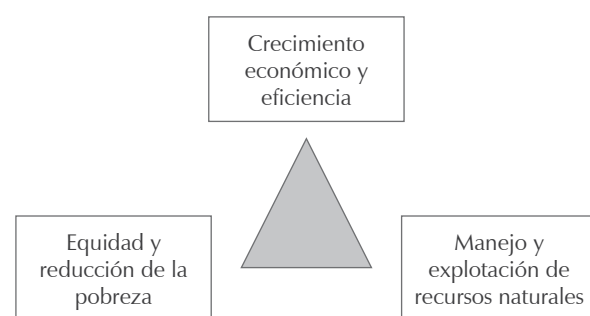 Crecimiento
económico y
eficiencia
Equidad y
reducción de la
pobreza
Manejo y
explotación de
recursos naturales